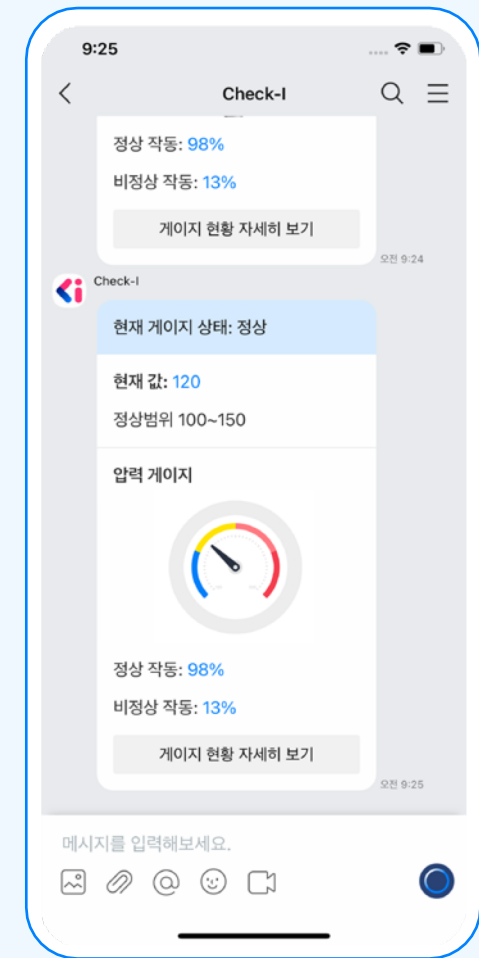 9:25
Check-I
정상 작동: 98%
비정상 작동: 13%
게이지 현황 자세히 보기
오전 9:24
Check-I
현재 게이지 상태: 정상
현재 값: 120
정상범위 100~150
압력 게이지
정상 작동: 98%
비정상 작동: 13%
게이지 현황 자세히 보기
오전 9:25
메시지를 입력해보세요.